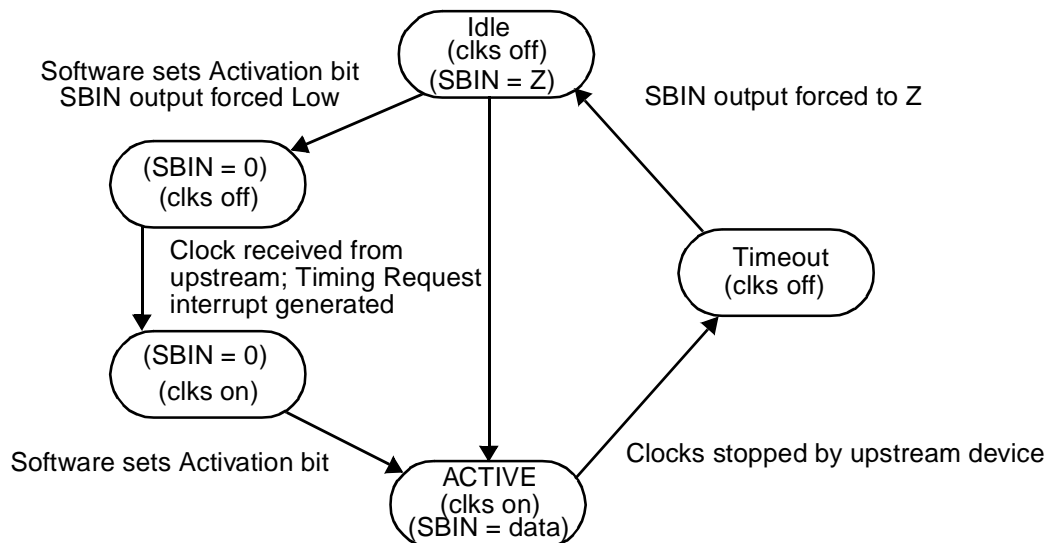 Idle
(clks off)
(SBIN = Z)
Software sets Activation bit
SBIN output forced Low
SBIN output forced to Z
(SBIN = 0)
(clks off)
Clock received from
upstream; Timing Request
interrupt generated
Timeout
(clks off)
(SBIN = 0)
(clks on)
Software sets Activation bit
Clocks stopped by upstream device
ACTIVE
(clks on)
(SBIN = data)